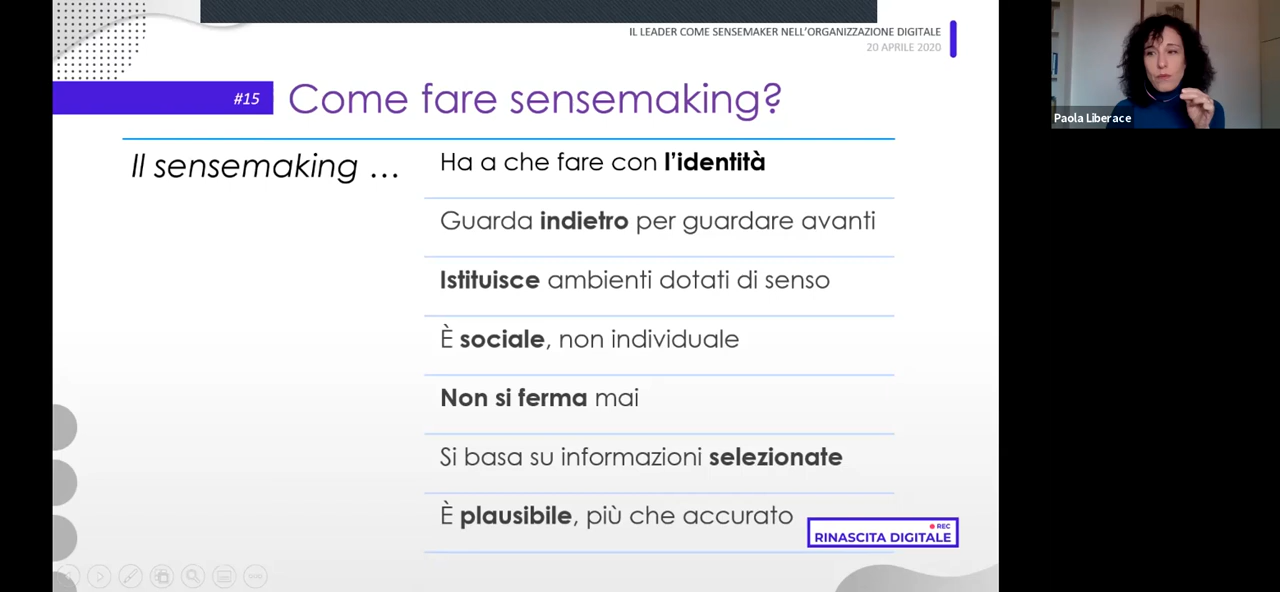 IL LEADER COME SENSEMAKER NELL'ORGANIZZAZIONE DIGITALE
20 APRILE 2020
#15
Come fare sensemaking?
Il sensemaking …
Ha a che fare con l'identità
Guarda indietro per guardare avanti
Istituisce ambienti dotati di senso
È sociale, non individuale
Non si ferma mai
Si basa su informazioni selezionate
È plausibile, più che accurato
REC
RINASCITA DIGITALE
Paola Liberace